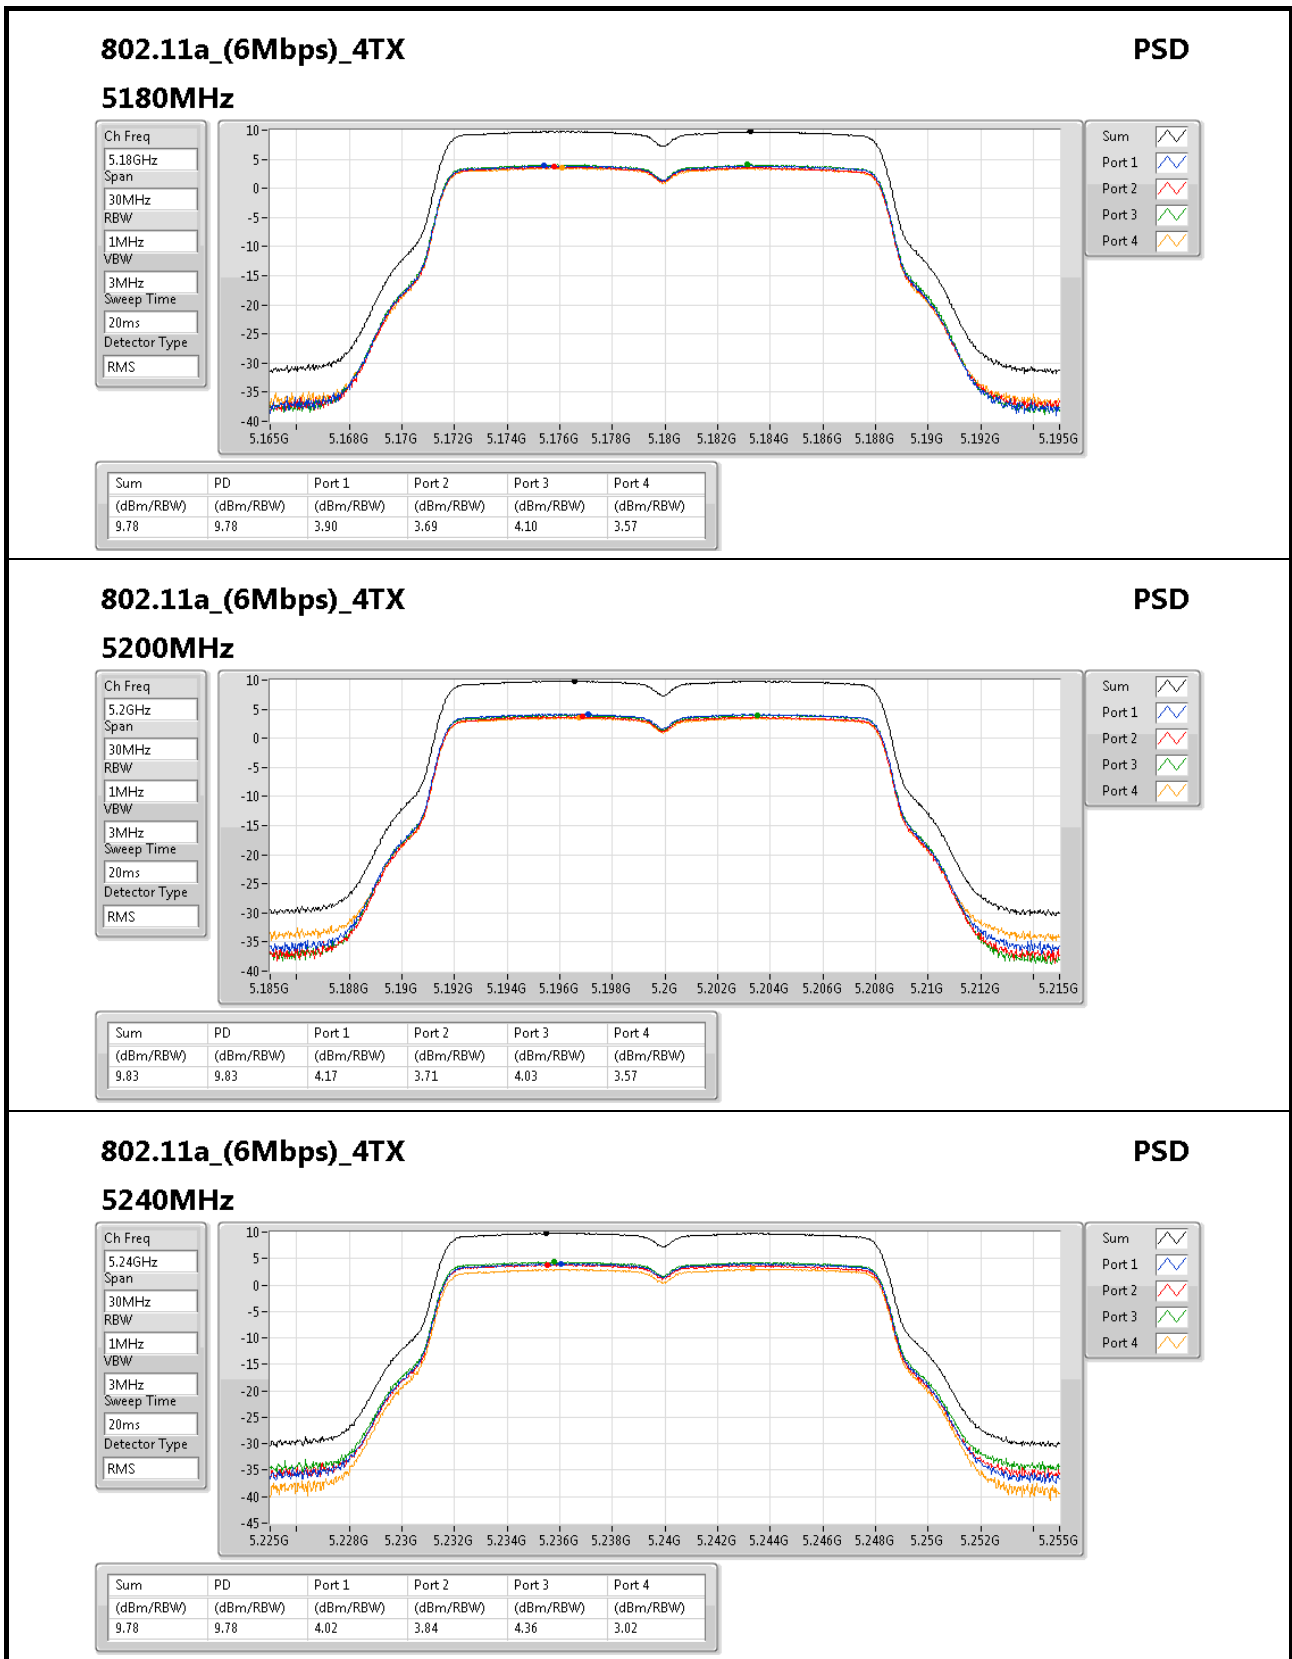 802.11a_(6Mbps)_4TX PSD
5180MHz
Ch Freq
5.18GHz
Span
30MHz
RBW
1MHz
VBW
3MHz
Sweep Time
20ms
Detector Type
RMS
10
5
0
-5
-10
-15
-20
-25
-30
-35
-40
5.165G 5.168G 5.17G 5.172G 5.174G 5.176G 5.178G 5.18G 5.182G 5.184G 5.186G 5.188G 5.19G 5.192G 5.195G
Sum
Port 1
Port 2
Port 3
Port 4
Sum PD Port 1 Port 2 Port 3 Port 4
(dBm/RBW) (dBm/RBW) (dBm/RBW) (dBm/RBW) (dBm/RBW) (dBm/RBW)
9.78 9.78 3.90 3.69 4.10 3.57
802.11a_(6Mbps)_4TX PSD
5200MHz
Ch Freq
5.2GHz
Span
30MHz
RBW
1MHz
VBW
3MHz
Sweep Time
20ms
Detector Type
RMS
10
5
0
-5
-10
-15
-20
-25
-30
-35
-40
5.185G 5.188G 5.19G 5.192G 5.194G 5.196G 5.198G 5.2G 5.202G 5.204G 5.206G 5.208G 5.21G 5.212G 5.215G
Sum
Port 1
Port 2
Port 3
Port 4
Sum PD Port 1 Port 2 Port 3 Port 4
(dBm/RBW) (dBm/RBW) (dBm/RBW) (dBm/RBW) (dBm/RBW) (dBm/RBW)
9.83 9.83 4.17 3.71 4.03 3.57
802.11a_(6Mbps)_4TX PSD
5240MHz
Ch Freq
5.24GHz
Span
30MHz
RBW
1MHz
VBW
3MHz
Sweep Time
20ms
Detector Type
RMS
10
5
0
-5
-10
-15
-20
-25
-30
-35
-40
-45
5.225G 5.228G 5.23G 5.232G 5.234G 5.236G 5.238G 5.24G 5.242G 5.244G 5.246G 5.248G 5.25G 5.252G 5.255G
Sum
Port 1
Port 2
Port 3
Port 4
Sum PD Port 1 Port 2 Port 3 Port 4
(dBm/RBW) (dBm/RBW) (dBm/RBW) (dBm/RBW) (dBm/RBW) (dBm/RBW)
9.78 9.78 4.02 3.84 4.36 3.02